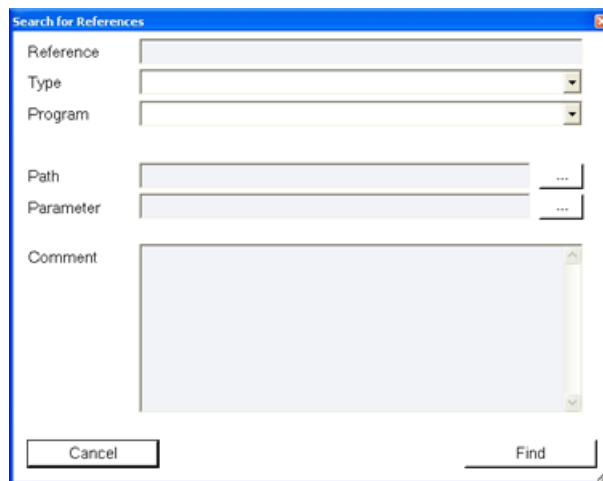 Search for References
Reference
Type
Program
Path
...
Parameter
...
Comment
Cancel
Find